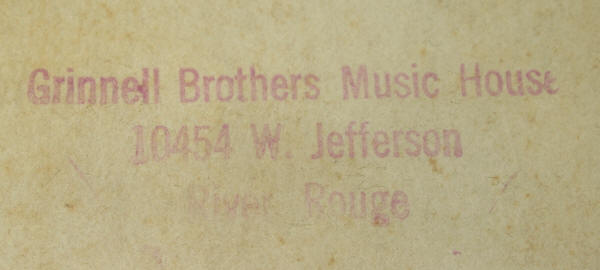 Grinnell Brothers Music House
10454 W. Jefferson
River Rouge